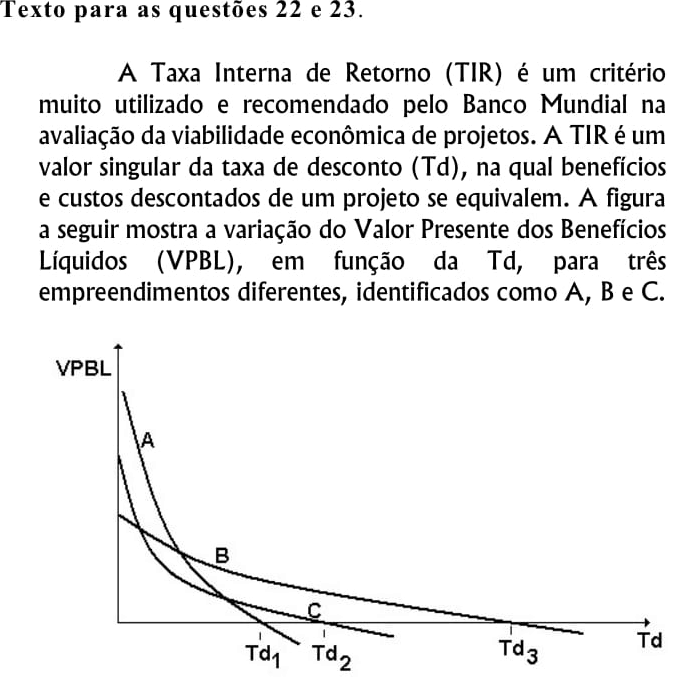 Texto para as questões 22 e 23.
A Taxa Interna de Retorno (TIR) é um critério
muito utilizado e recomendado pelo Banco Mundial na
avaliação da viabilidade econômica de projetos. A TIR é um
valor singular da taxa de desconto (Td), na qual benefícios
e custos descontados de um projeto se equivalem. A figura
a seguir mostra a variação do Valor Presente dos Benefícios
Líquidos (VPBL), em função da Td, para três
empreendimentos diferentes, identificados como A, B e C.
VPBL
A
B
C
Td
Td1
Td2
Td3